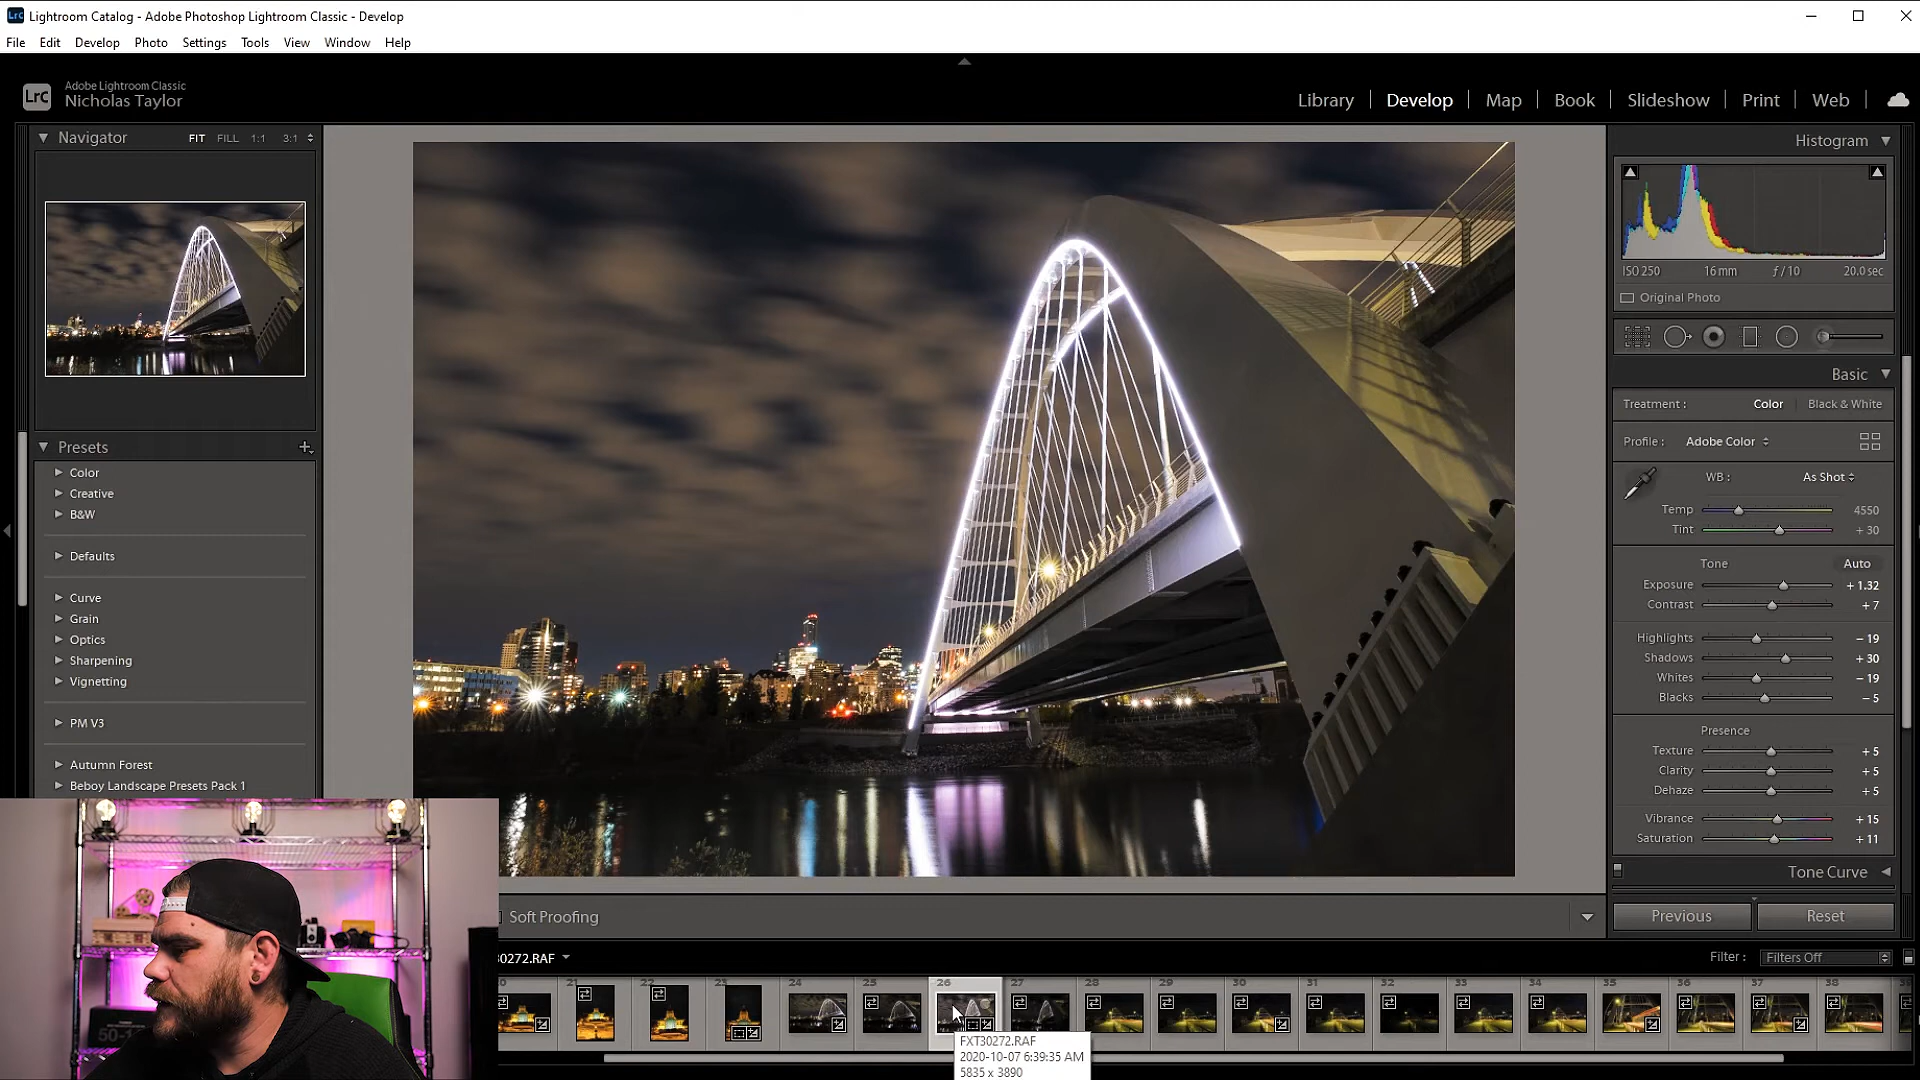 Lightroom Catalog - Adobe Photoshop Lightroom Classic - Develop
File Edit Develop Photo Settings Tools View Window Help
LrC Adobe Lightroom Classic
Nicholas Taylor
Library Develop Map Book Slideshow Print Web
Navigator FIT FILL 1:1 3:1
Presets
Color
Creative
B&W
Defaults
Curve
Grain
Optics
Sharpening
Vignetting
PM V3
Autumn Forest
Beboy Landscape Presets Pack 1
Histogram
ISO 250 16mm ƒ/10 20.0 sec
Original Photo
Basic
Treatment : Color Black & White
Profile : Adobe Color
WB : As Shot
Temp 4550
Tint + 30
Tone Auto
Exposure + 1.32
Contrast + 7
Highlights − 19
Shadows + 30
Whites − 19
Blacks − 5
Presence
Texture + 5
Clarity + 5
Dehaze + 5
Vibrance + 15
Saturation + 11
Tone Curve
Previous Reset
Soft Proofing
30272.RAF
Filter : Filters Off
22 23 24 25 26 27 28 29 30 31 32 33 34 35 36 37 38
FXT30272.RAF
2020-10-07 6:39:35 AM
5835 x 3890